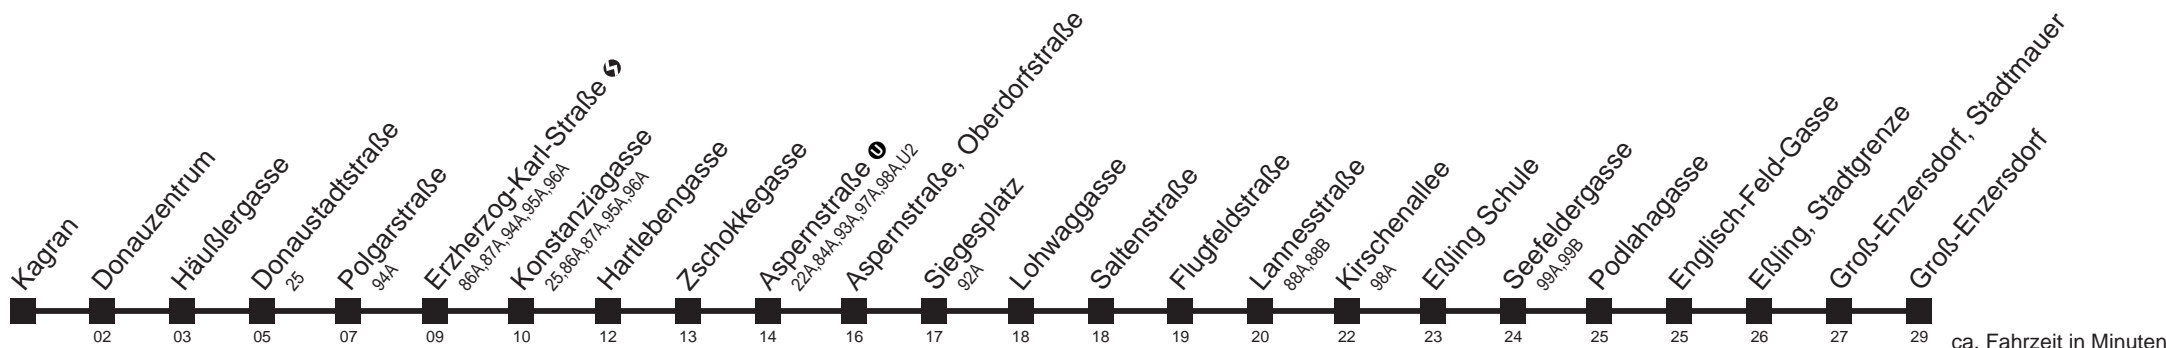 Kagran
Donauzentrum
Häußlergasse
Donaustadtstraße
25
Polgarstraße
94A
Erzherzog-Karl-Straße S
86A,87A,94A,95A,96A
Konstanziagasse
25,86A,87A,95A,96A
Hartlebengasse
Zschokkegasse
Aspernstraße U
22A,84A,93A,97A,98A,U2
Aspernstraße, Oberdorfstraße
Siegesplatz
92A
Lohwaggasse
Saltenstraße
Flugfeldstraße
Lannesstraße
88A,88B
Kirschenallee
98A
Eßling Schule
Seefeldergasse
99A,99B
Podlahagasse
Englisch-Feld-Gasse
Eßling, Stadtgrenze
Groß-Enzersdorf, Stadtmauer
Groß-Enzersdorf
02 03 05 07 09 10 12 13 14 16 17 18 18 19 20 22 23 24 25 25 26 27 29 ca. Fahrzeit in Minuten